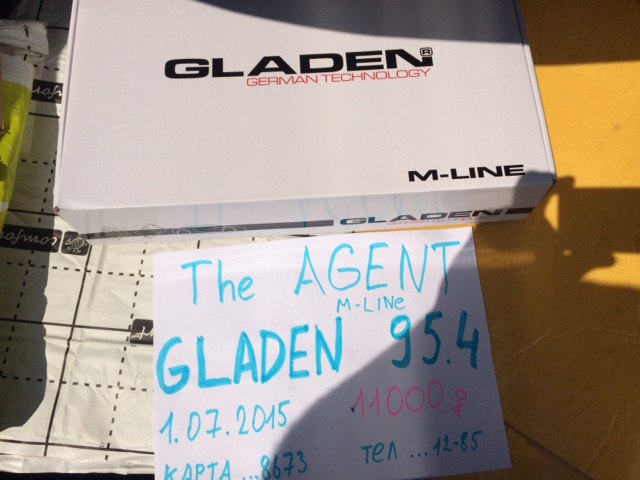 GLADEN®
GERMAN TECHNOLOGY
M-LINE
GLADEN
comfort
The AGENT
M-LINe
GLADEN 95.4
1.07.2015 11000 ₽
КАРТА ...8673 тел ...12-85